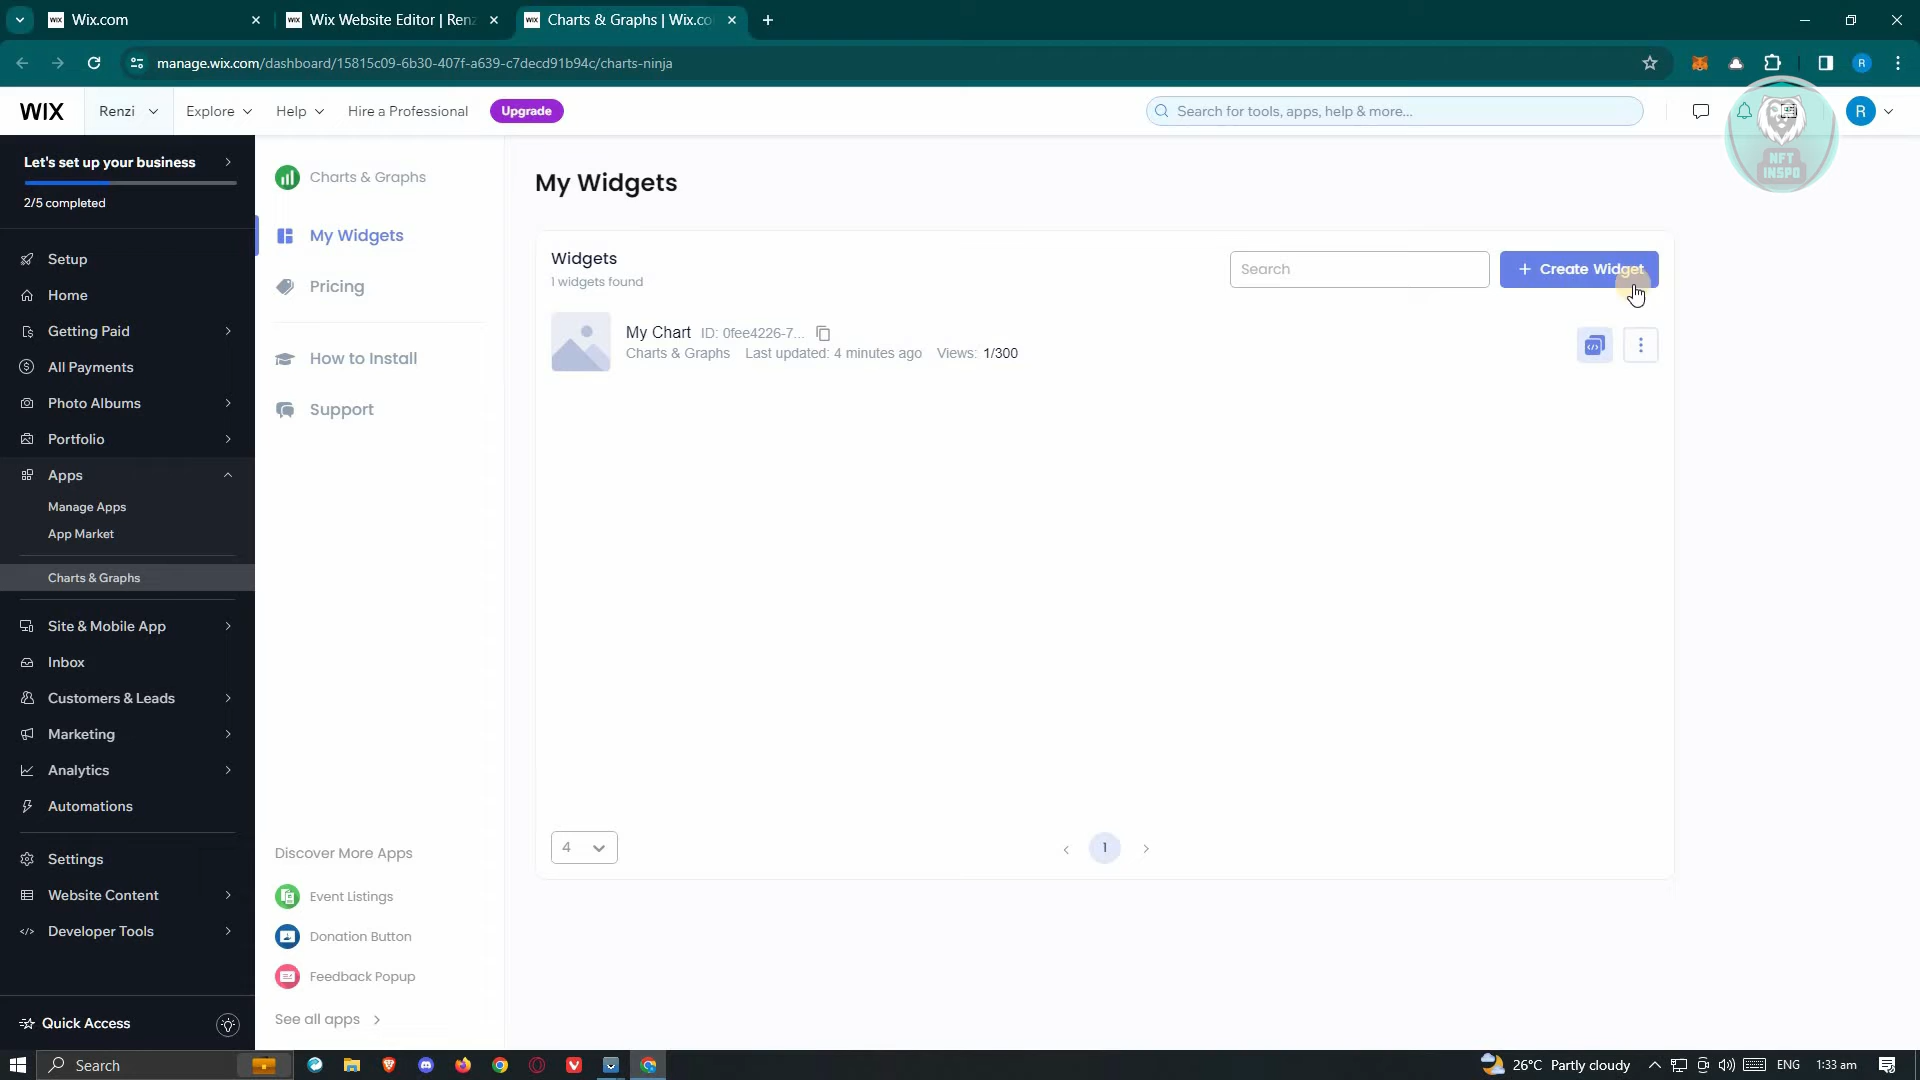 Wix.com
Wix Website Editor | Renz
Charts & Graphs | Wix.co
manage.wix.com/dashboard/15815c09-6b30-407f-a639-c7decd91b94c/charts-ninja
R
WIX
Renzi
Explore
Help
Hire a Professional
Upgrade
Search for tools, apps, help & more...
R
NFT
INSPO
Let's set up your business
2/5 completed
Setup
Home
Getting Paid
All Payments
Photo Albums
Portfolio
Apps
Manage Apps
App Market
Charts & Graphs
Site & Mobile App
Inbox
Customers & Leads
Marketing
Analytics
Automations
Settings
Website Content
Developer Tools
Quick Access
Charts & Graphs
My Widgets
Pricing
How to Install
Support
Discover More Apps
Event Listings
Donation Button
Feedback Popup
See all apps
My Widgets
Widgets
1 widgets found
Search
+ Create Widget
My Chart ID: 0fee4226-7...
Charts & Graphs Last updated: 4 minutes ago Views: 1/300
4
1
Search
26°C Partly cloudy
ENG
1:33 am